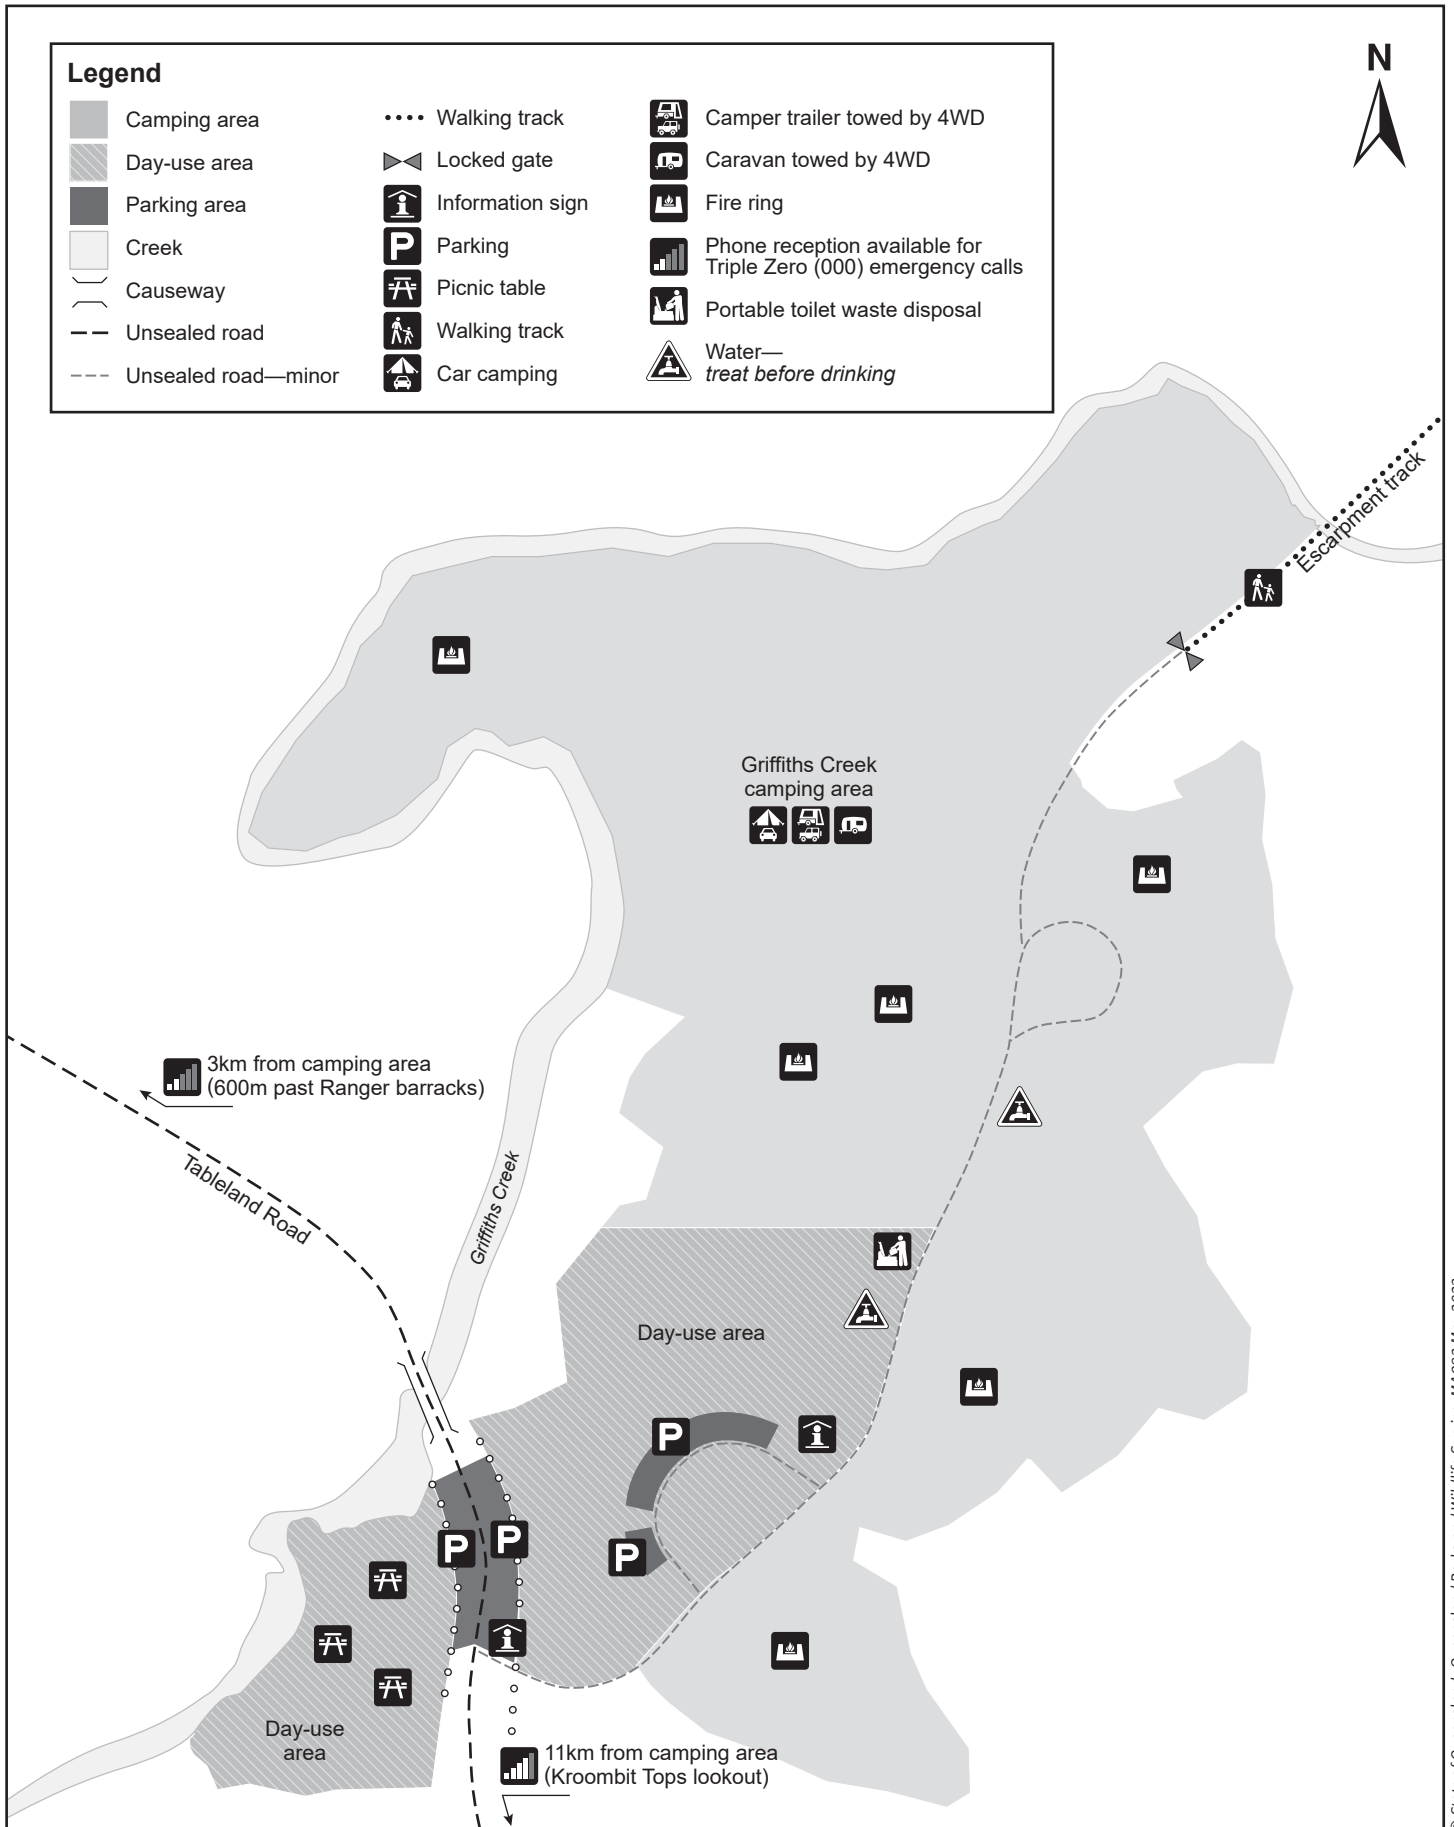 N
Legend
Camping area
Day-use area
Parking area
Creek
Causeway
Unsealed road
Unsealed road—minor
Walking track
Locked gate
Information sign
P
Parking
Picnic table
Walking track
Car camping
Camper trailer towed by 4WD
Caravan towed by 4WD
Fire ring
Phone reception available for
Triple Zero (000) emergency calls
Portable toilet waste disposal
Water—
treat before drinking
Escarpment track
Griffiths Creek
camping area
3km from camping area
(600m past Ranger barracks)
Tableland Road
Griffiths Creek
Day-use area
P
P
P
P
Day-use
area
11km from camping area
(Kroombit Tops lookout)